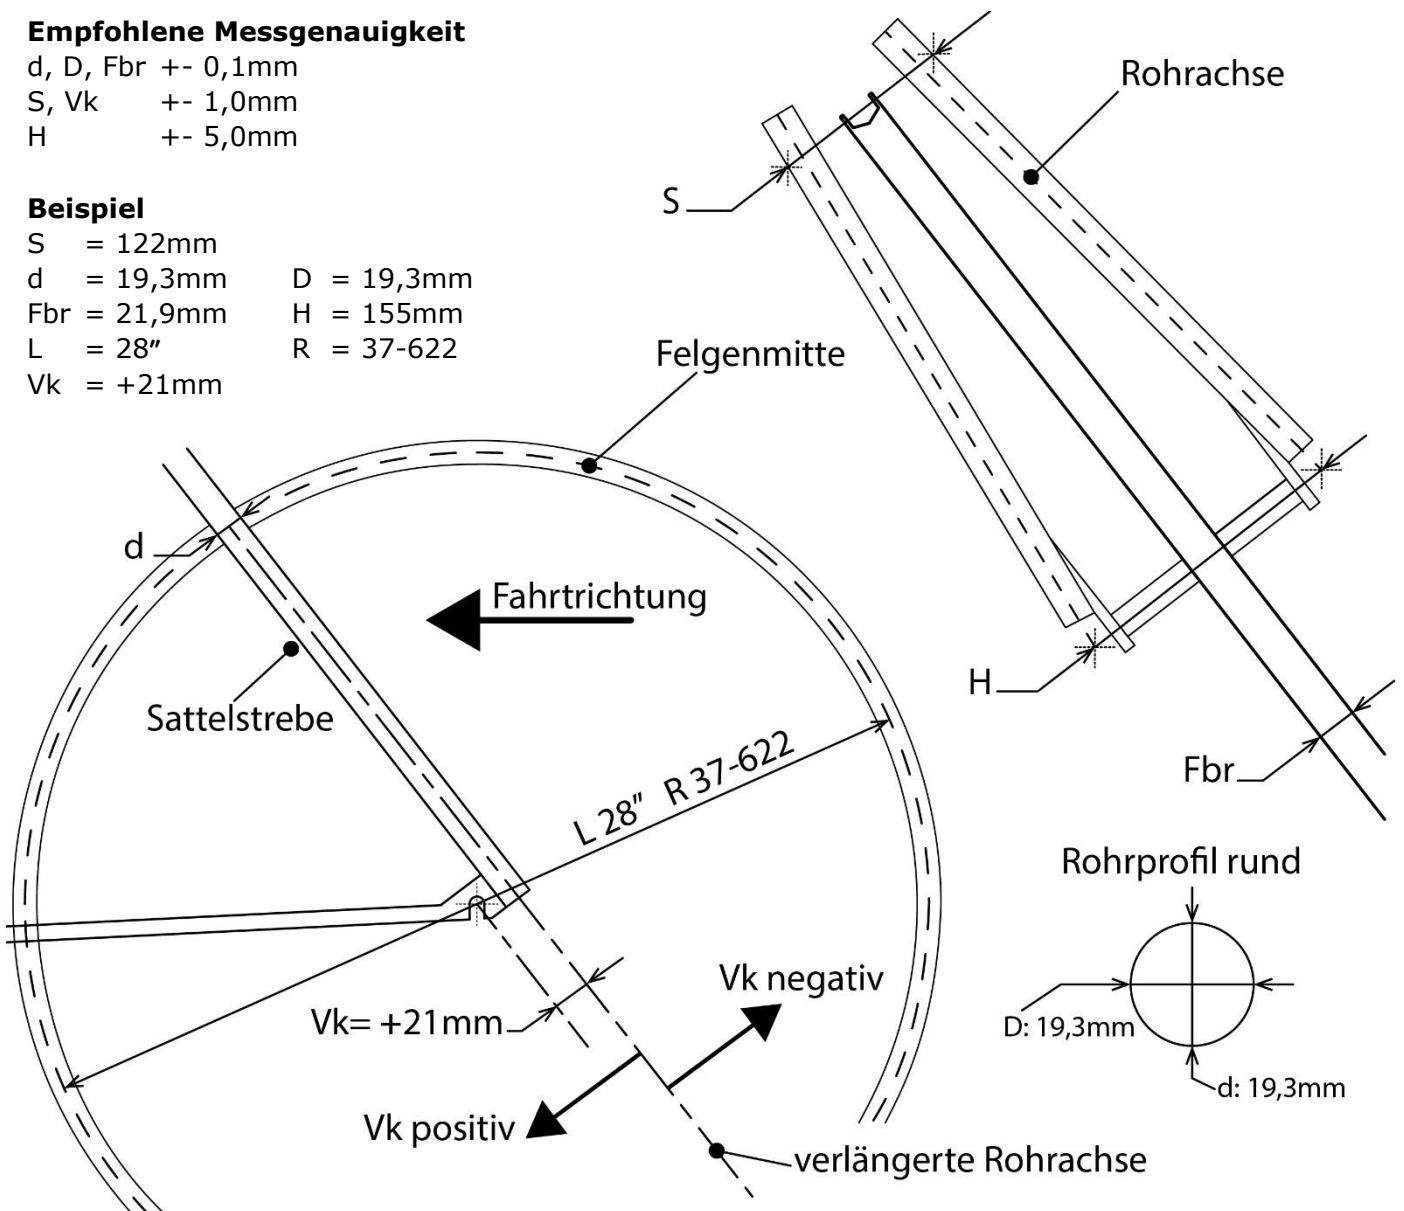 Empfohlene Messgenauigkeit
d, D, Fbr +- 0,1mm
S, Vk +- 1,0mm
H +- 5,0mm
Beispiel
S = 122mm
d = 19,3mm D = 19,3mm
Fbr = 21,9mm H = 155mm
L = 28″ R = 37-622
Vk = +21mm
Rohrachse
S
Felgenmitte
d
Fahrtrichtung
Sattelstrebe
H
L 28″ R 37-622
Fbr
Rohrprofil rund
Vk= +21mm
Vk negativ
D: 19,3mm
d: 19,3mm
Vk positiv
verlängerte Rohrachse